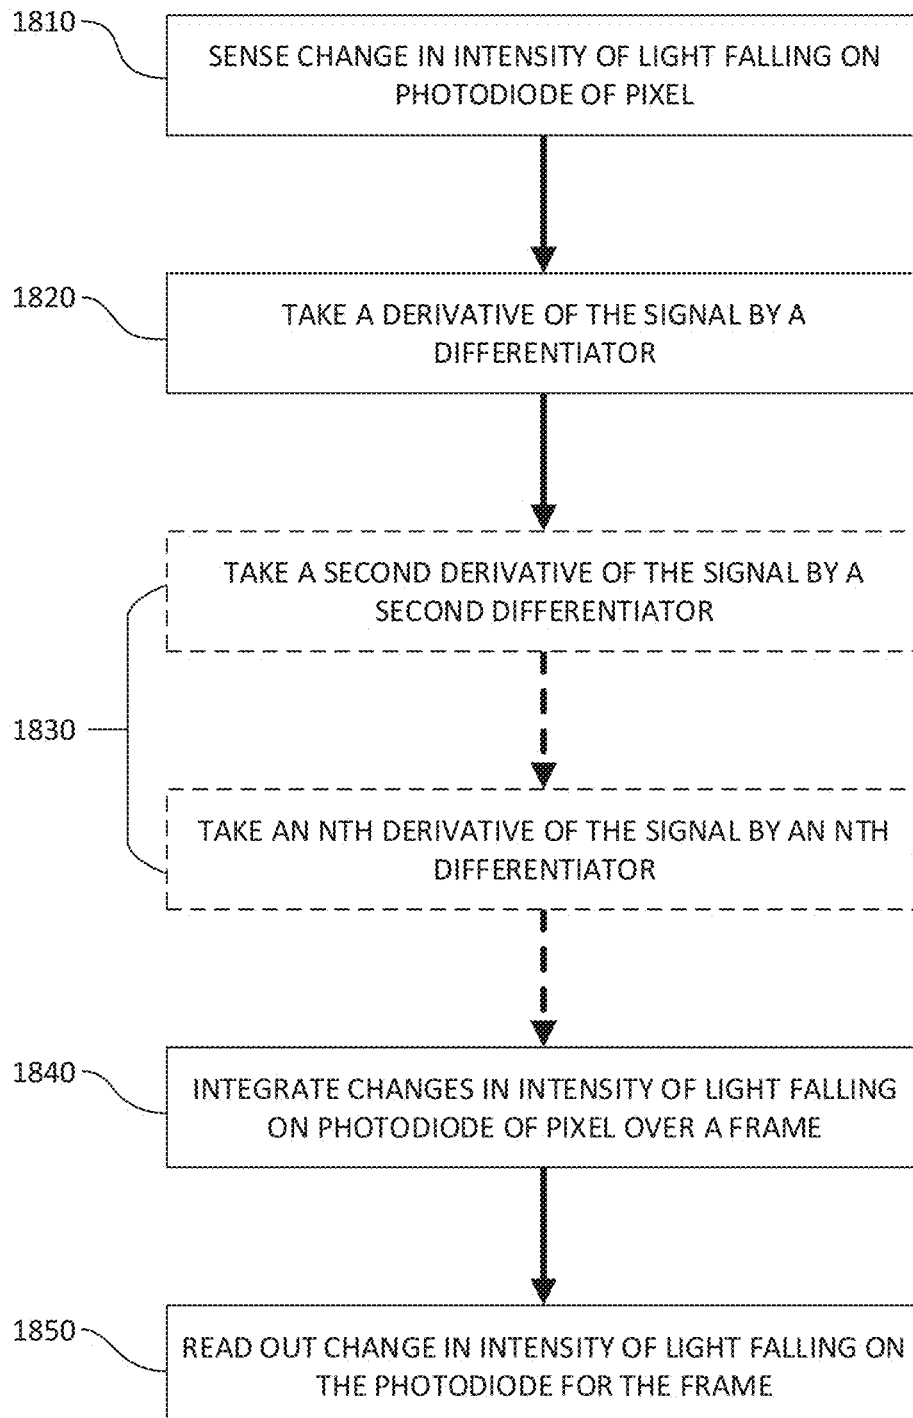 1810
SENSE CHANGE IN INTENSITY OF LIGHT FALLING ON
PHOTODIODE OF PIXEL
1820
TAKE A DERIVATIVE OF THE SIGNAL BY A
DIFFERENTIATOR
TAKE A SECOND DERIVATIVE OF THE SIGNAL BY A
SECOND DIFFERENTIATOR
1830
TAKE AN NTH DERIVATIVE OF THE SIGNAL BY AN NTH
DIFFERENTIATOR
1840
INTEGRATE CHANGES IN INTENSITY OF LIGHT FALLING
ON PHOTODIODE OF PIXEL OVER A FRAME
1850
READ OUT CHANGE IN INTENSITY OF LIGHT FALLING ON
THE PHOTODIODE FOR THE FRAME